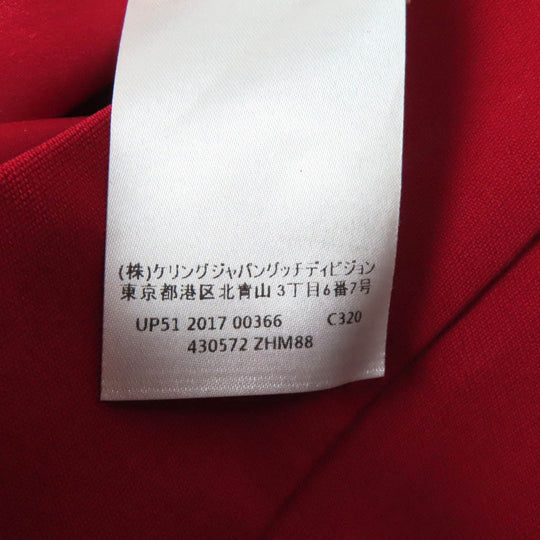 (株)ケリングジャパングッチディビジョン
東京都港区北青山3丁目6番7号
UP51 2017 00366 C320
430572 ZHM88